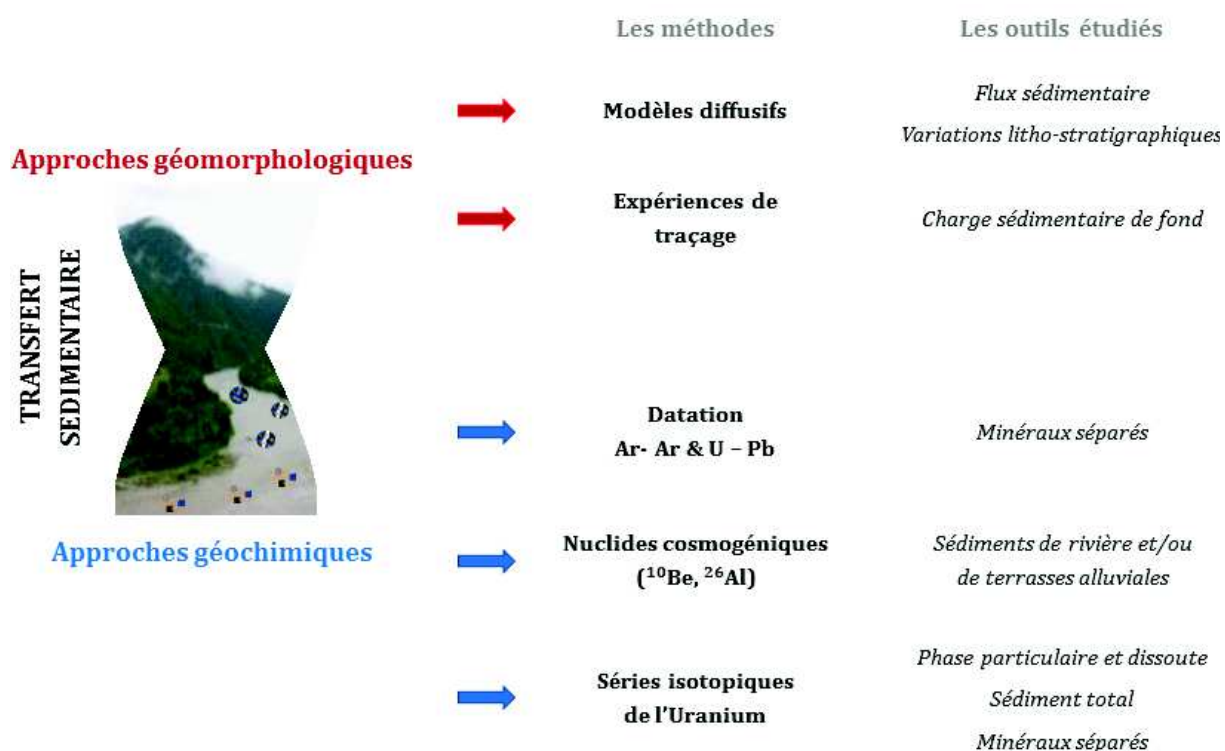 Les méthodes
Les outils étudiés
Modèles diffusifs
Flux sédimentaire
Variations litho-stratigraphiques
Approches géomorphologiques
Expériences de
traçage
Charge sédimentaire de fond
TRANSFERT
SEDIMENTAIRE
Datation
Ar- Ar & U – Pb
Minéraux séparés
Approches géochimiques
Nuclides cosmogéniques
(¹⁰Be, ²⁶Al)
Sédiments de rivière et/ou
de terrasses alluviales
Séries isotopiques
de l'Uranium
Phase particulaire et dissoute
Sédiment total
Minéraux séparés